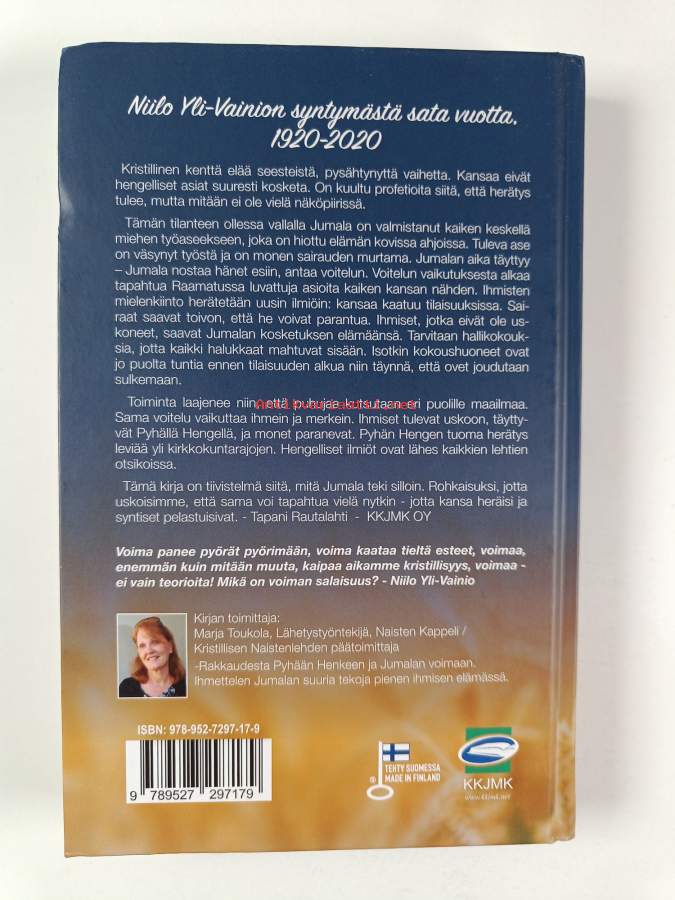 Niilo Yli-Vainion syntymästä sata vuotta,
1920-2020
Kristillinen kenttä elää seesteistä, pysähtynyttä vaihetta. Kansaa eivät
hengelliset asiat suuresti kosketa. On kuultu profetioita siitä, että herätys
tulee, mutta mitään ei ole vielä näköpiirissä.
Tämän tilanteen ollessa vallalla Jumala on valmistanut kaiken keskellä
miehen työaseekseen, joka on hiottu elämän kovissa ahjoissa. Tuleva ase
on väsynyt työstä ja on monen sairauden murtama. Jumalan aika täyttyy
– Jumala nostaa hänet esiin, antaa voitelun. Voitelun vaikutuksesta alkaa
tapahtua Raamatussa luvattuja asioita kaiken kansan nähden. Ihmisten
mielenkiinto herätetään uusin ilmiöin: kansaa kaatuu tilaisuuksissa. Sai-
raat saavat toivon, että he voivat parantua. Ihmiset, jotka eivät ole us-
koneet, saavat Jumalan kosketuksen elämäänsä. Tarvitaan hallikokouk-
sia, jotta kaikki halukkaat mahtuvat sisään. Isotkin kokoushuoneet ovat
jo puolta tuntia ennen tilaisuuden alkua niin täynnä, että ovet joudutaan
sulkemaan.
Toiminta laajenee niin, että puhujaa kutsutaan eri puolille maailmaa.
Antikvariaatti.net
Sama voitelu vaikuttaa ihmein ja merkein. Ihmiset tulevat uskoon, täytty-
vät Pyhällä Hengellä, ja monet paranevat. Pyhän Hengen tuoma herätys
leviää yli kirkkokuntarajojen. Hengelliset ilmiöt ovat lähes kaikkien lehtien
otsikoissa.
Tämä kirja on tiivistelmä siitä, mitä Jumala teki silloin. Rohkaisuksi, jotta
uskoisimme, että sama voi tapahtua vielä nytkin - jotta kansa heräisi ja
syntiset pelastuisivat. - Tapani Rautalahti - KKJMK OY
Voima panee pyörät pyörimään, voima kaataa tieltä esteet, voimaa,
enemmän kuin mitään muuta, kaipaa aikamme kristillisyys, voimaa -
ei vain teorioita! Mikä on voiman salaisuus? - Niilo Yli-Vainio
Kirjan toimittaja:
Marja Toukola, Lähetystyöntekijä, Naisten Kappeli /
Kristillisen Naistenlehden päätoimittaja
-Rakkaudesta Pyhään Henkeen ja Jumalan voimaan.
Ihmettelen Jumalan suuria tekoja pienen ihmisen elämässä.
ISBN: 978-952-7297-17-9
9 789527 297179
®
TEHTY SUOMESSA
MADE IN FINLAND
KKJMK
www.kkjmk.net